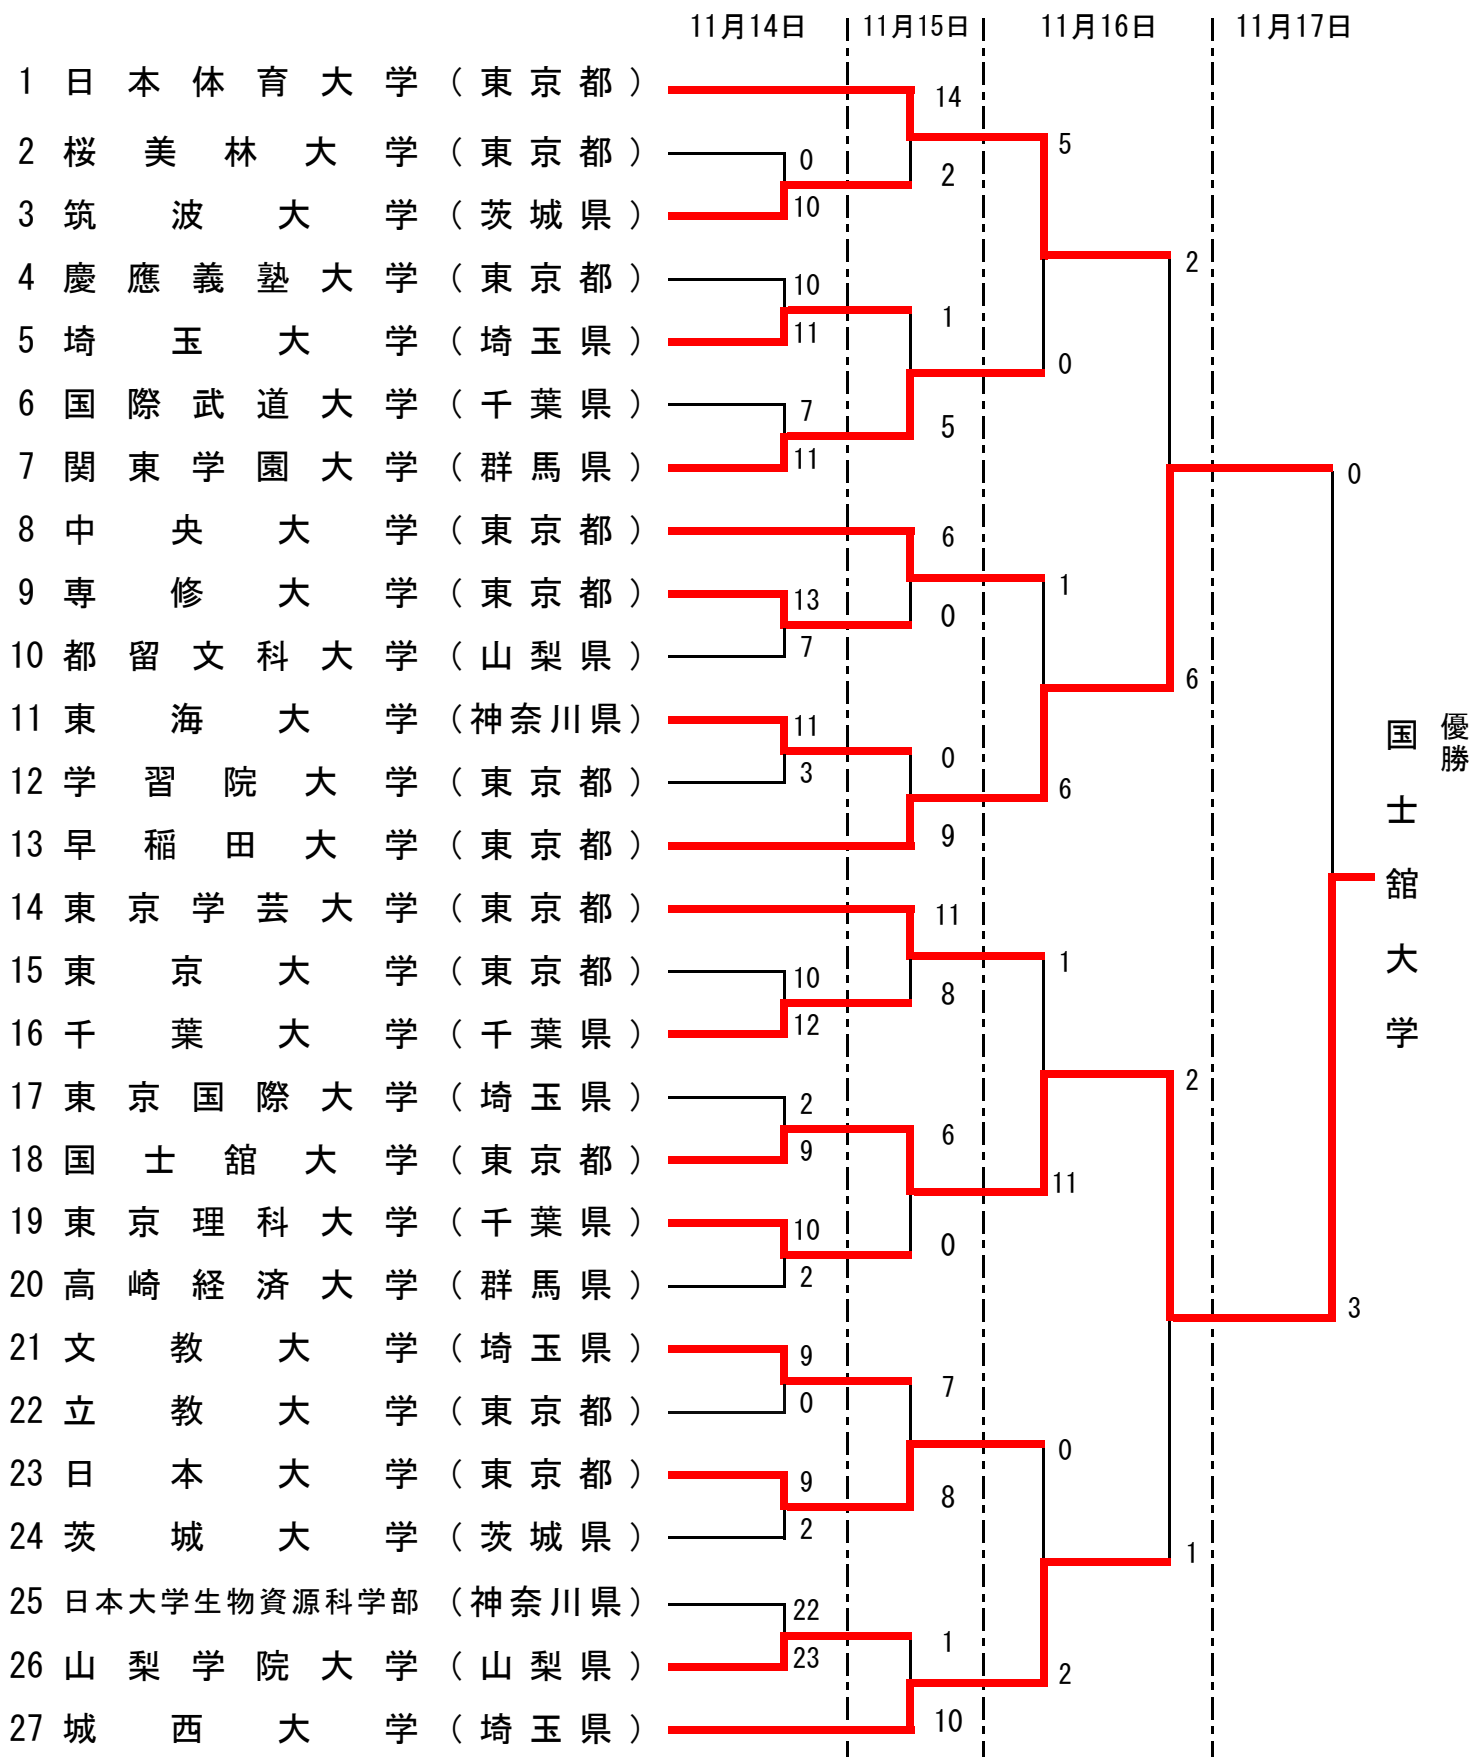 11月14日 11月15日 11月16日 11月17日
1 日本体育大学 (東京都) 14
5
2 桜美林大学 (東京都) 0
2
3 筑波大学 (茨城県) 10
2
4 慶應義塾大学 (東京都) 10
1
5 埼玉大学 (埼玉県) 11
0
6 国際武道大学 (千葉県) 7
5
7 関東学園大学 (群馬県) 11
0
8 中央大学 (東京都) 6
1
9 専修大学 (東京都) 13
0
10 都留文科大学 (山梨県) 7
6
11 東海大学 (神奈川県) 11
0
12 学習院大学 (東京都) 3
6
13 早稲田大学 (東京都) 9
14 東京学芸大学 (東京都) 11
1
15 東京大学 (東京都) 10
8
16 千葉大学 (千葉県) 12
2
17 東京国際大学 (埼玉県) 2
6
18 国士舘大学 (東京都) 9
11
19 東京理科大学 (千葉県) 10
0
20 高崎経済大学 (群馬県) 2
3
21 文教大学 (埼玉県) 9
7
22 立教大学 (東京都) 0
0
23 日本大学 (東京都) 9
8
24 茨城大学 (茨城県) 2
1
25 日本大学生物資源科学部 (神奈川県) 22
1
26 山梨学院大学 (山梨県) 23
2
27 城西大学 (埼玉県) 10
優勝
国士舘大学